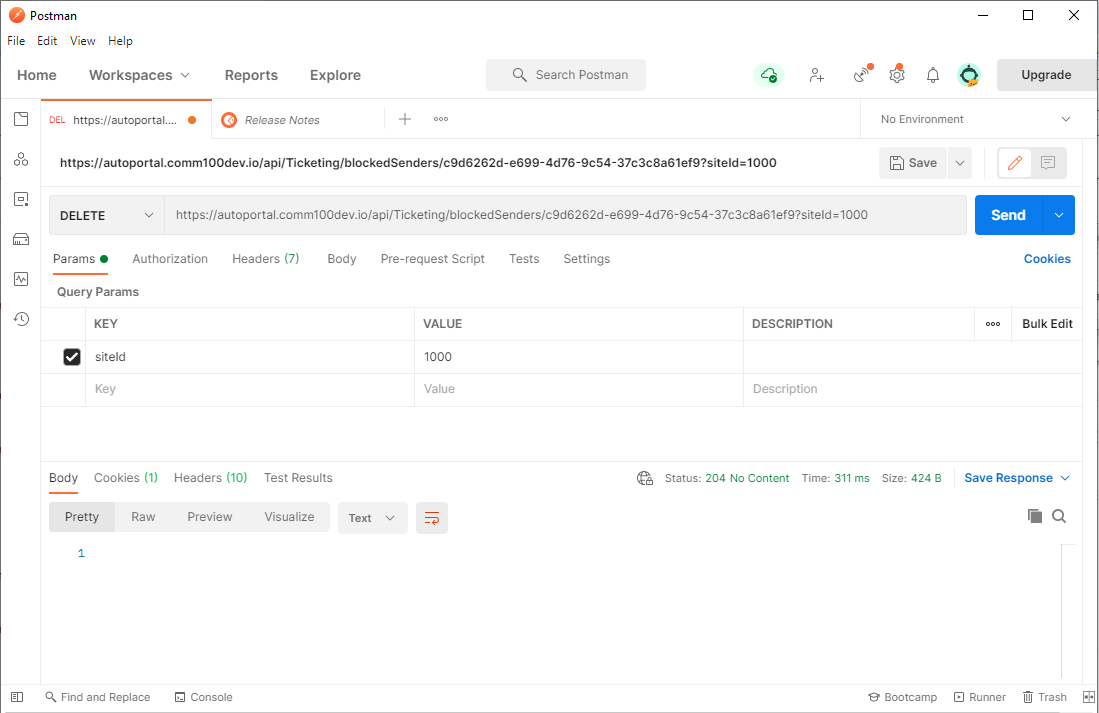 Postman
File Edit View Help
Home Workspaces Reports Explore Search Postman Upgrade
DEL https://autoportal.... Release Notes No Environment
https://autoportal.comm100dev.io/api/Ticketing/blockedSenders/c9d6262d-e699-4d76-9c54-37c3c8a61ef9?siteId=1000 Save
DELETE https://autoportal.comm100dev.io/api/Ticketing/blockedSenders/c9d6262d-e699-4d76-9c54-37c3c8a61ef9?siteId=1000 Send
Params Authorization Headers (7) Body Pre-request Script Tests Settings Cookies
Query Params
KEY VALUE DESCRIPTION Bulk Edit
siteId 1000
Key Value Description
Body Cookies (1) Headers (10) Test Results Status: 204 No Content Time: 311 ms Size: 424 B Save Response
Pretty Raw Preview Visualize Text
1
Find and Replace Console Bootcamp Runner Trash